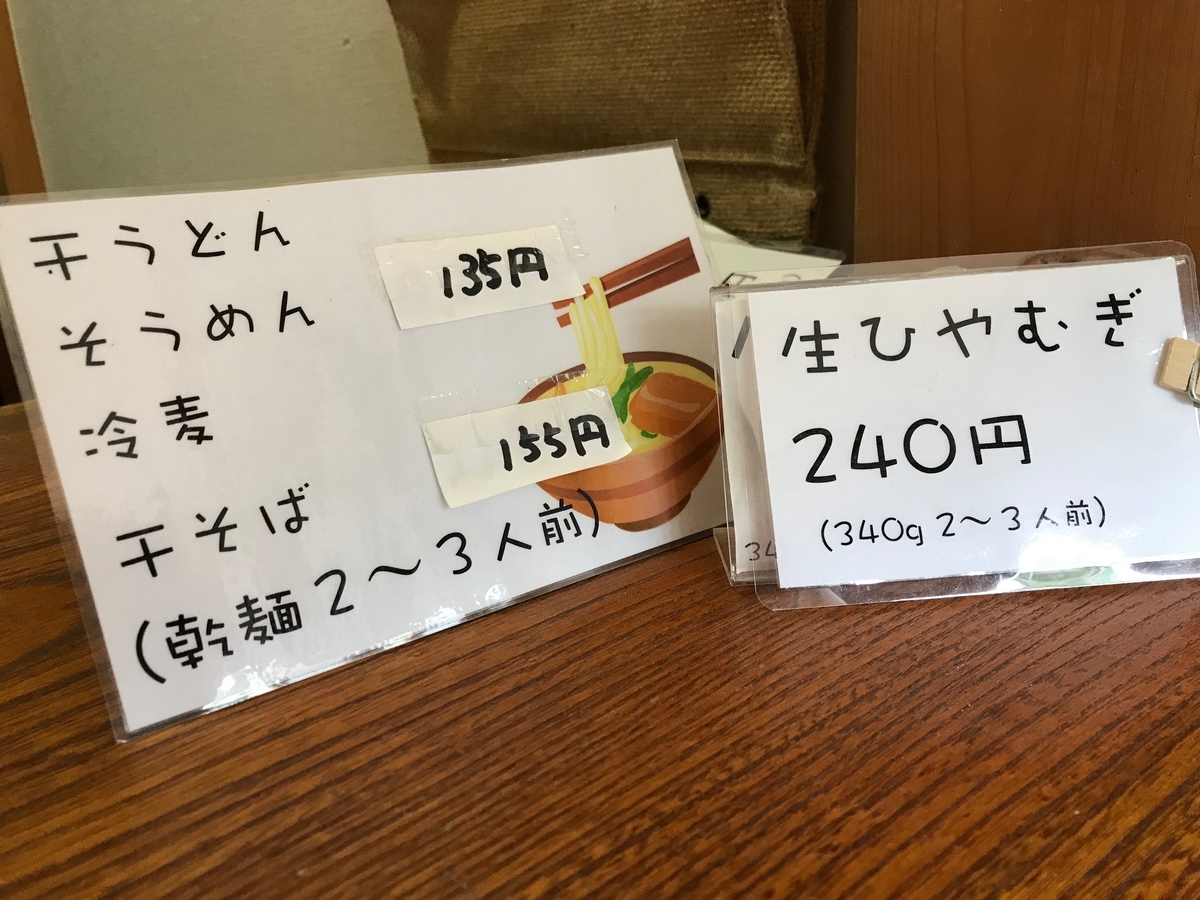 干うどん
そうめん 135円
冷麦
干そば 155円
(乾麺2〜3人前)
生ひやむぎ
240円
(340g 2〜3人前)
34